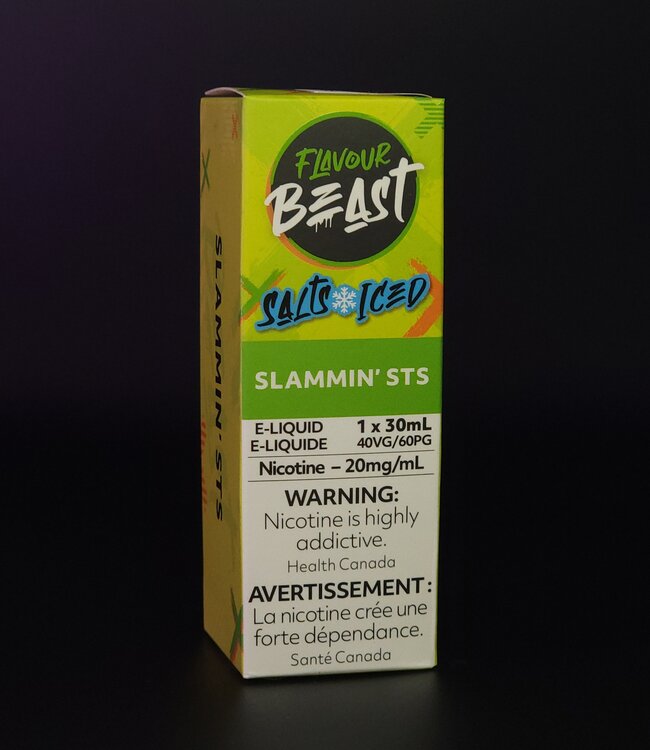 FLAVOUR
BEAST
SALTS ICED
SLAMMIN' STS
E-LIQUID 1 x 30mL
E-LIQUIDE 40VG/60PG
Nicotine – 20mg/mL
WARNING:
Nicotine is highly
addictive.
Health Canada
AVERTISSEMENT:
La nicotine crée une
forte dépendance.
Santé Canada
SLAMMIN' STS